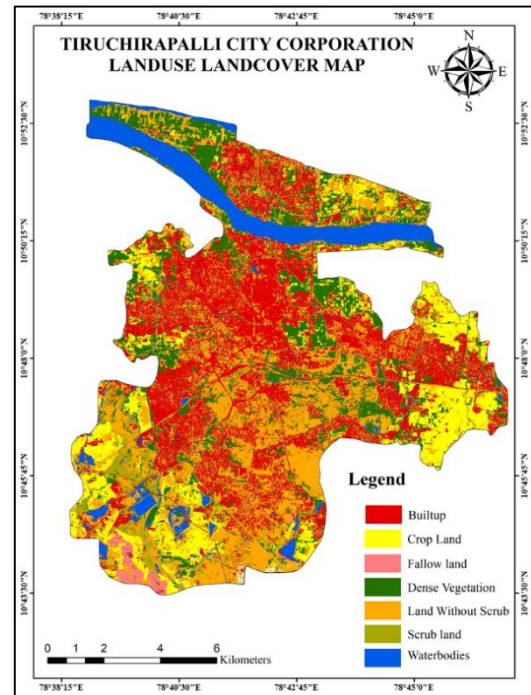 78°38'15"E 78°40'30"E 78°42'45"E 78°45'0"E
TIRUCHIRAPALLI CITY CORPORATION
LANDUSE LANDCOVER MAP
N
W E
S
10°52'30"N 10°52'30"N
10°50'15"N 10°50'15"N
10°48'0"N 10°48'0"N
10°45'45"N 10°45'45"N
10°43'30"N 10°43'30"N
Legend
Builtup
Crop Land
Fallow land
Dense Vegetation
Land Without Scrub
Scrub land
Waterbodies
0 1 2 4 6
Kilometers
78°38'15"E 78°40'30"E 78°42'45"E 78°45'0"E